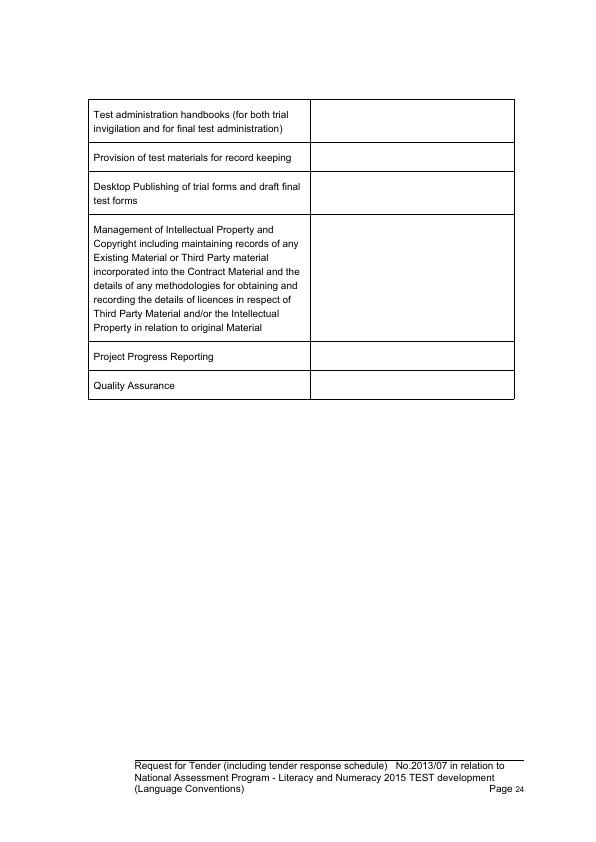 Test administration handbooks (for both trial
invigilation and for final test administration)
Provision of test materials for record keeping
Desktop Publishing of trial forms and draft final
test forms
Management of Intellectual Property and
Copyright including maintaining records of any
Existing Material or Third Party material
incorporated into the Contract Material and the
details of any methodologies for obtaining and
recording the details of licences in respect of
Third Party Material and/or the Intellectual
Property in relation to original Material
Project Progress Reporting
Quality Assurance
Request for Tender (including tender response schedule) No.2013/07 in relation to
National Assessment Program - Literacy and Numeracy 2015 TEST development
(Language Conventions) Page 24